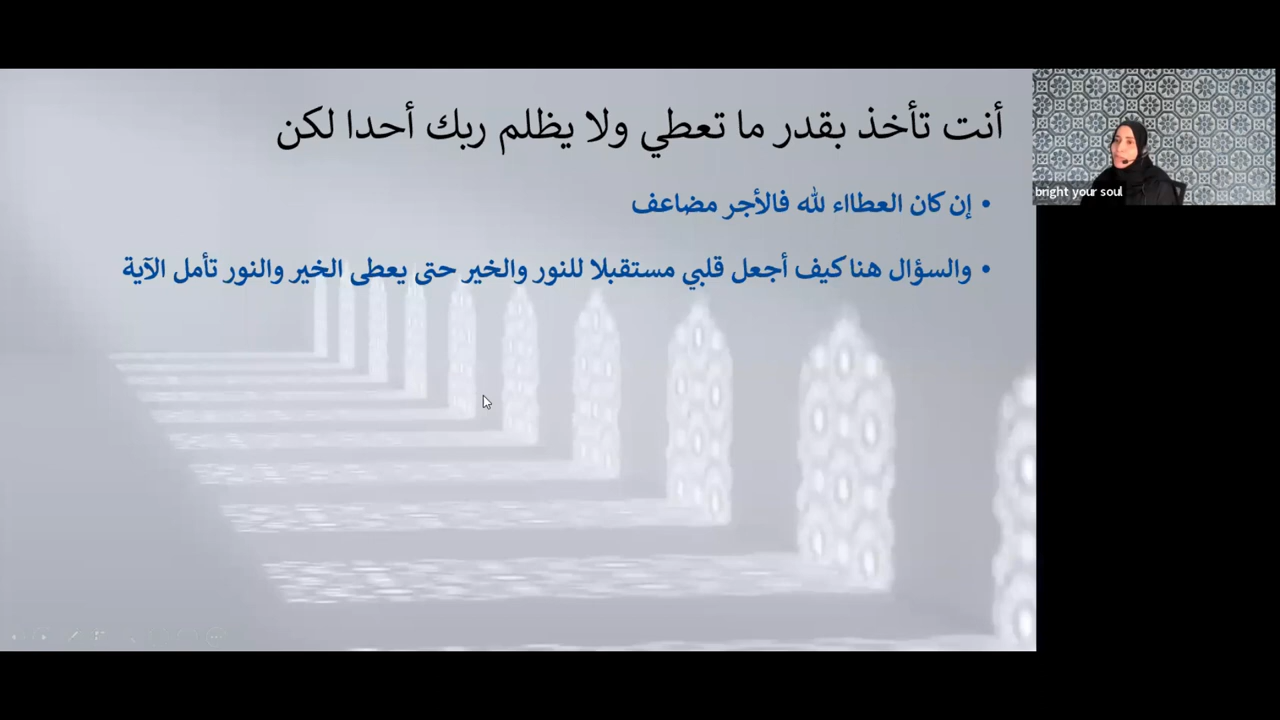 أنت تأخذ بقدر ما تعطي ولا يظلم ربك أحدا لكن
• إن كان العطااء لله فالأجر مضاعف
• والسؤال هنا كيف أجعل قلبي مستقبلا للنور والخير حتى يعطى الخير والنور تأمل الآية
bright your soul